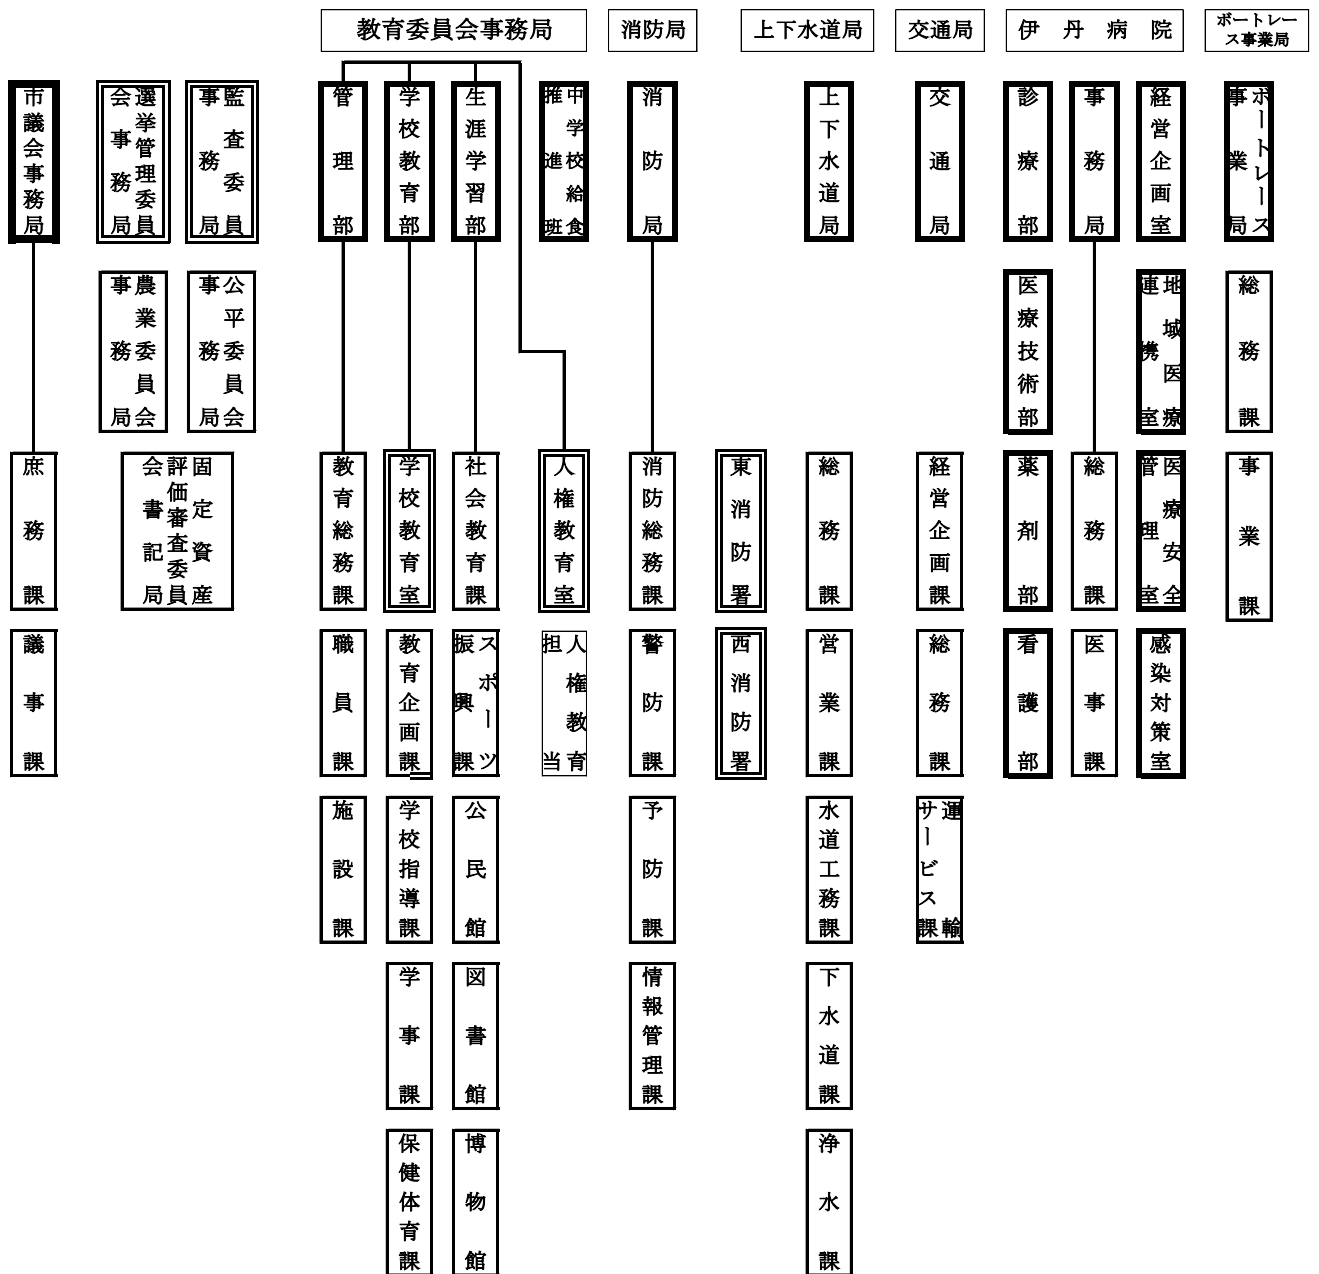 教育委員会事務局
消防局
上下水道局
交通局
伊丹病院
ボートレー
ス事業局
市議会事務局
選挙管理委員
会事務局
監査委員
事務局
管理部
学校教育部
生涯学習部
中学校給食
推進班
消防局
上下水道局
交通局
診療部
事務局
経営企画室
ボートレース
事業局
農業委員会
事務局
公平委員会
事務局
医療技術部
地域医療
連携室
総務課
庶務課
固定資産
評価審査委員
会書記局
教育総務課
学校教育室
社会教育課
人権教育室
消防総務課
東消防署
総務課
経営企画課
薬剤部
総務課
医療安全
管理室
事業課
議事課
職員課
教育企画課
スポーツ
振興課
人権教育
担当
警防課
西消防署
営業課
総務課
看護部
医事課
感染対策室
施設課
学校指導課
公民館
予防課
水道工務課
運輸
サービス課
学事課
図書館
情報管理課
下水道課
保健体育課
博物館
浄水課